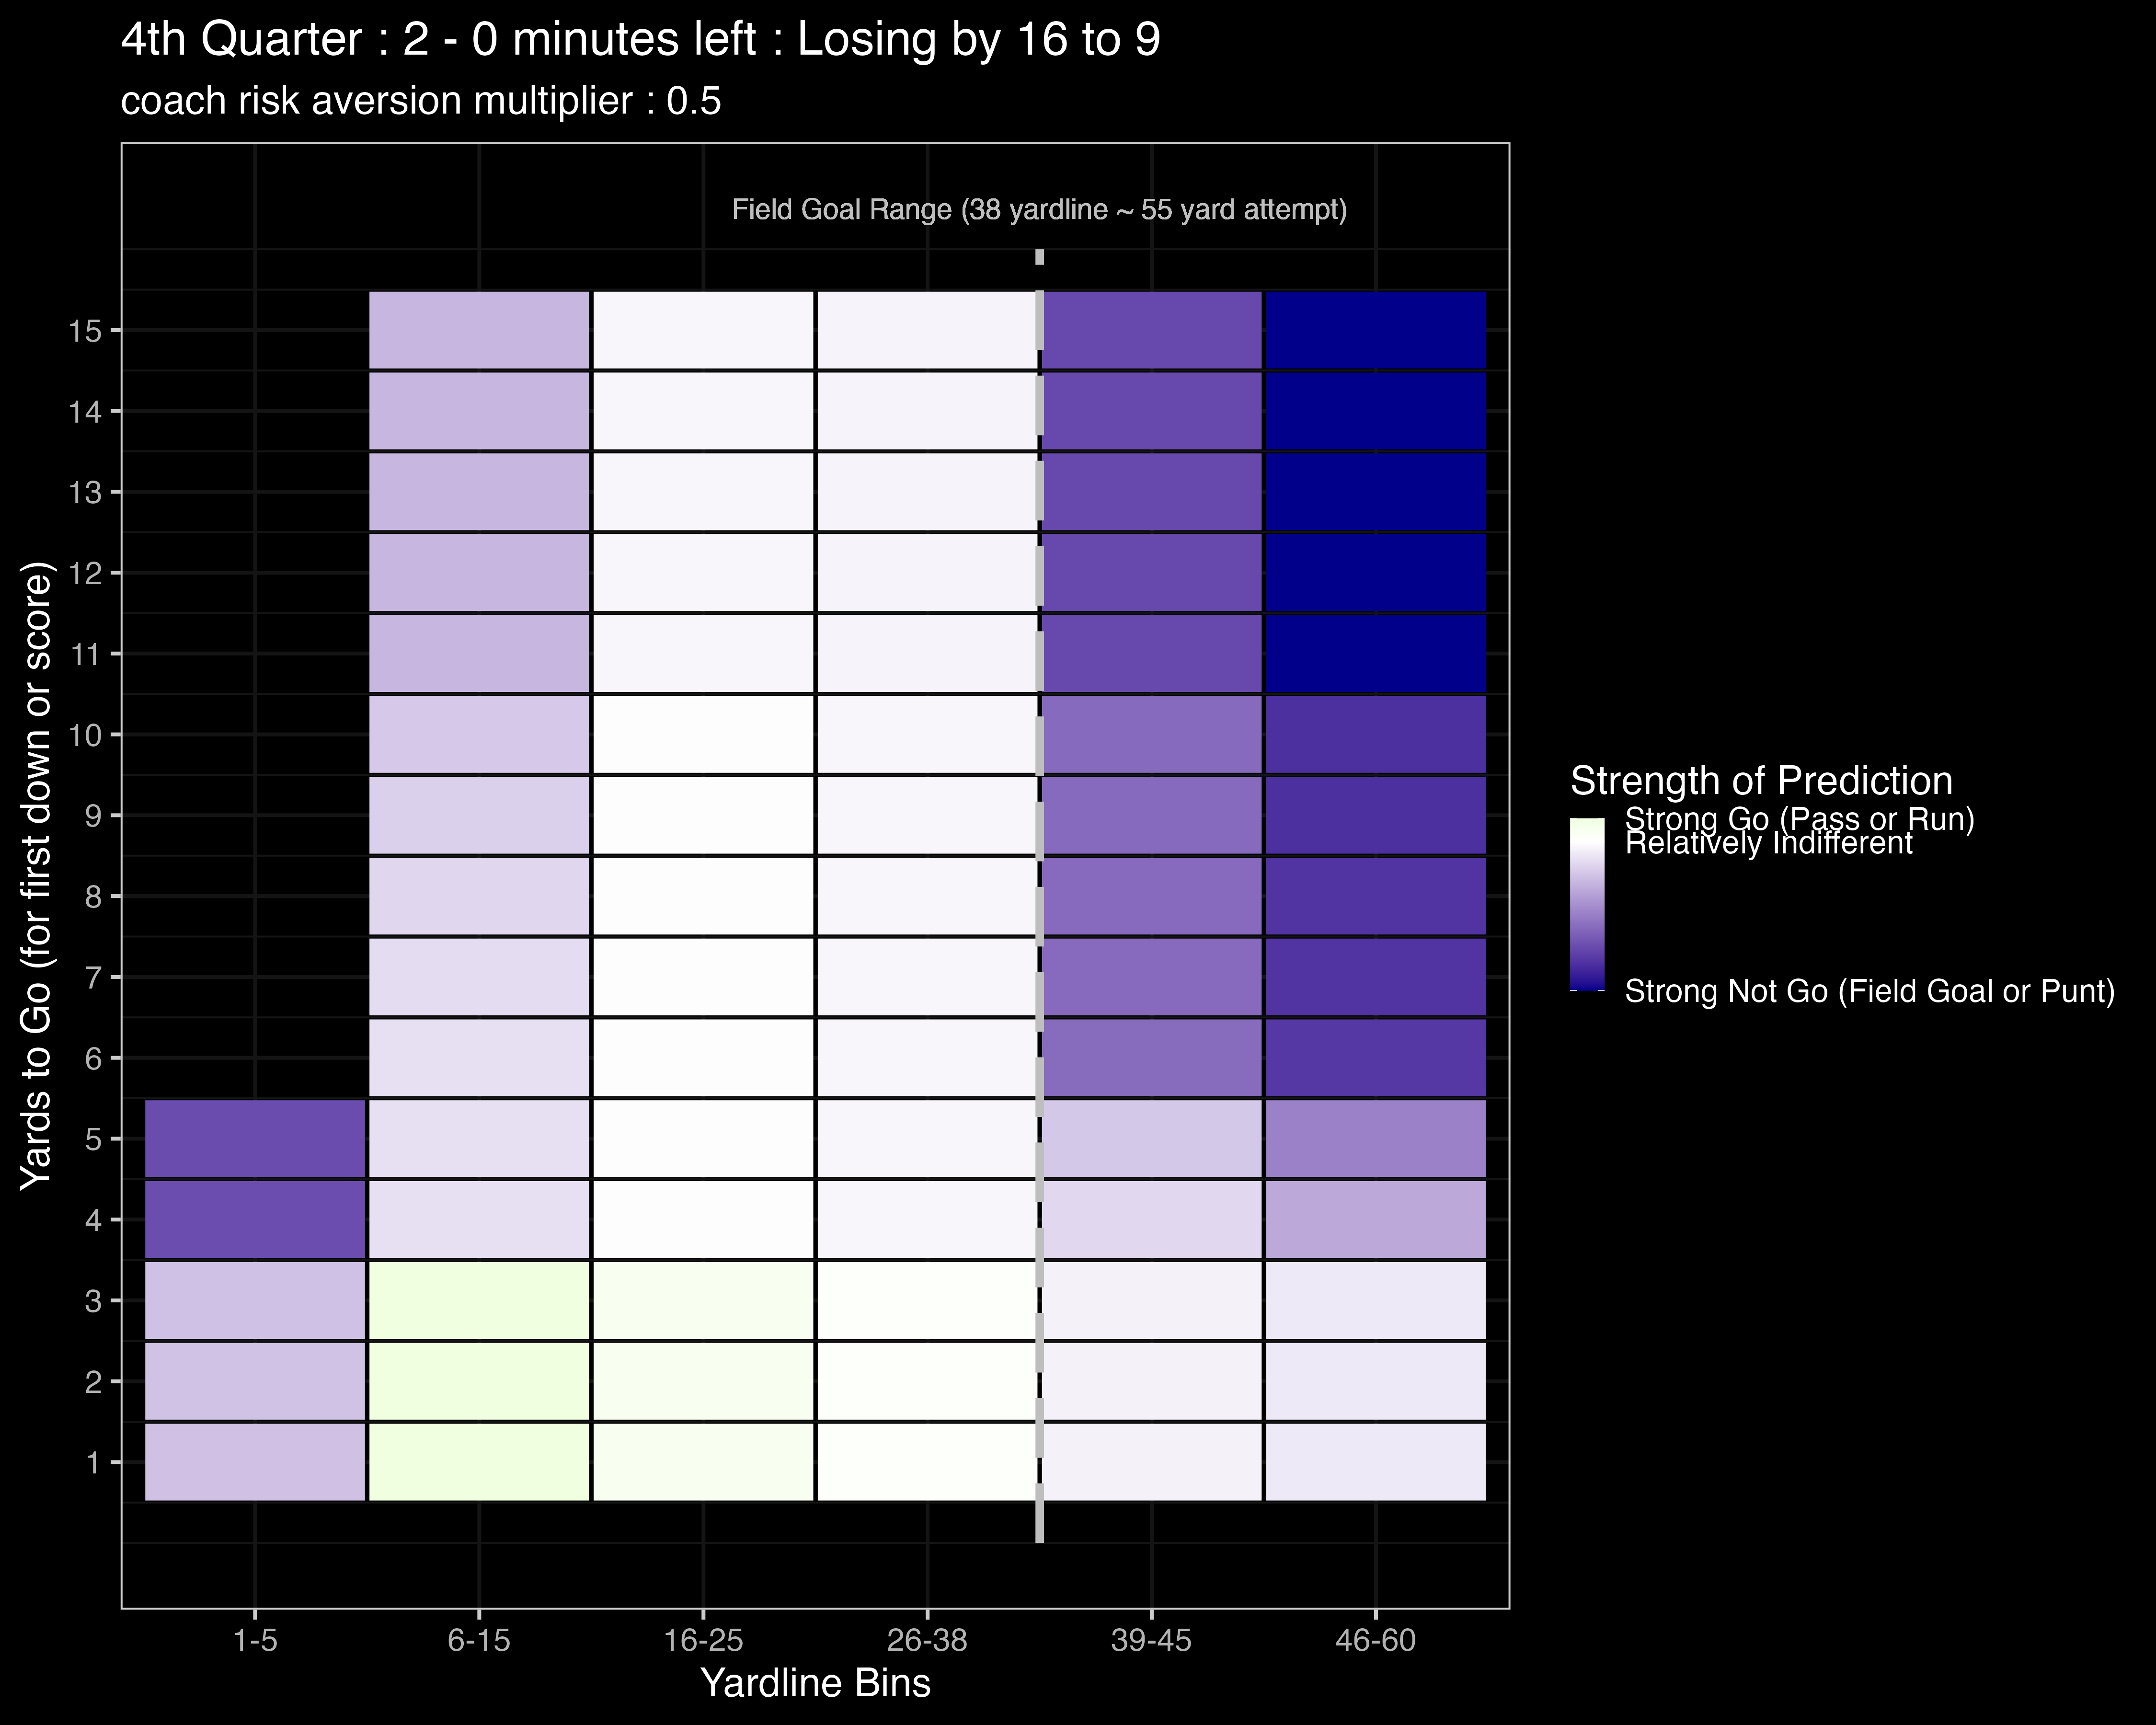 4th Quarter : 2 - 0 minutes left : Losing by 16 to 9
coach risk aversion multiplier : 0.5
Field Goal Range (38 yardline ~ 55 yard attempt)
15
14
13
12
11
10
9
8
7
6
5
4
3
2
1
Yards to Go (for first down or score)
1-5
6-15
16-25
26-38
39-45
46-60
Yardline Bins
Strength of Prediction
Strong Go (Pass or Run)
Relatively Indifferent
Strong Not Go (Field Goal or Punt)